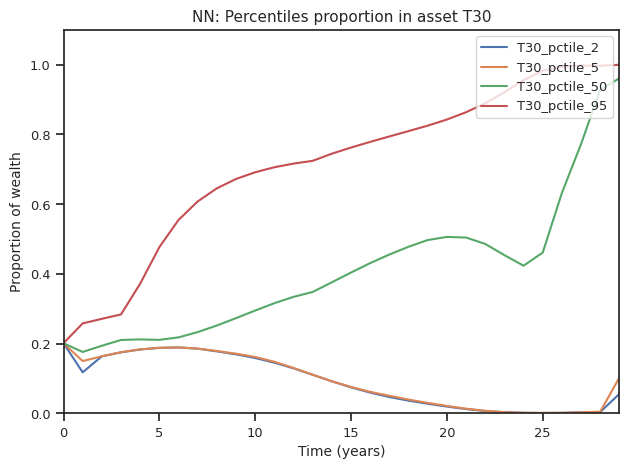 NN: Percentiles proportion in asset T30
T30_pctile_2
T30_pctile_5
T30_pctile_50
T30_pctile_95
Proportion of wealth
1.0
0.8
0.6
0.4
0.2
0.0
0 5 10 15 20 25
Time (years)